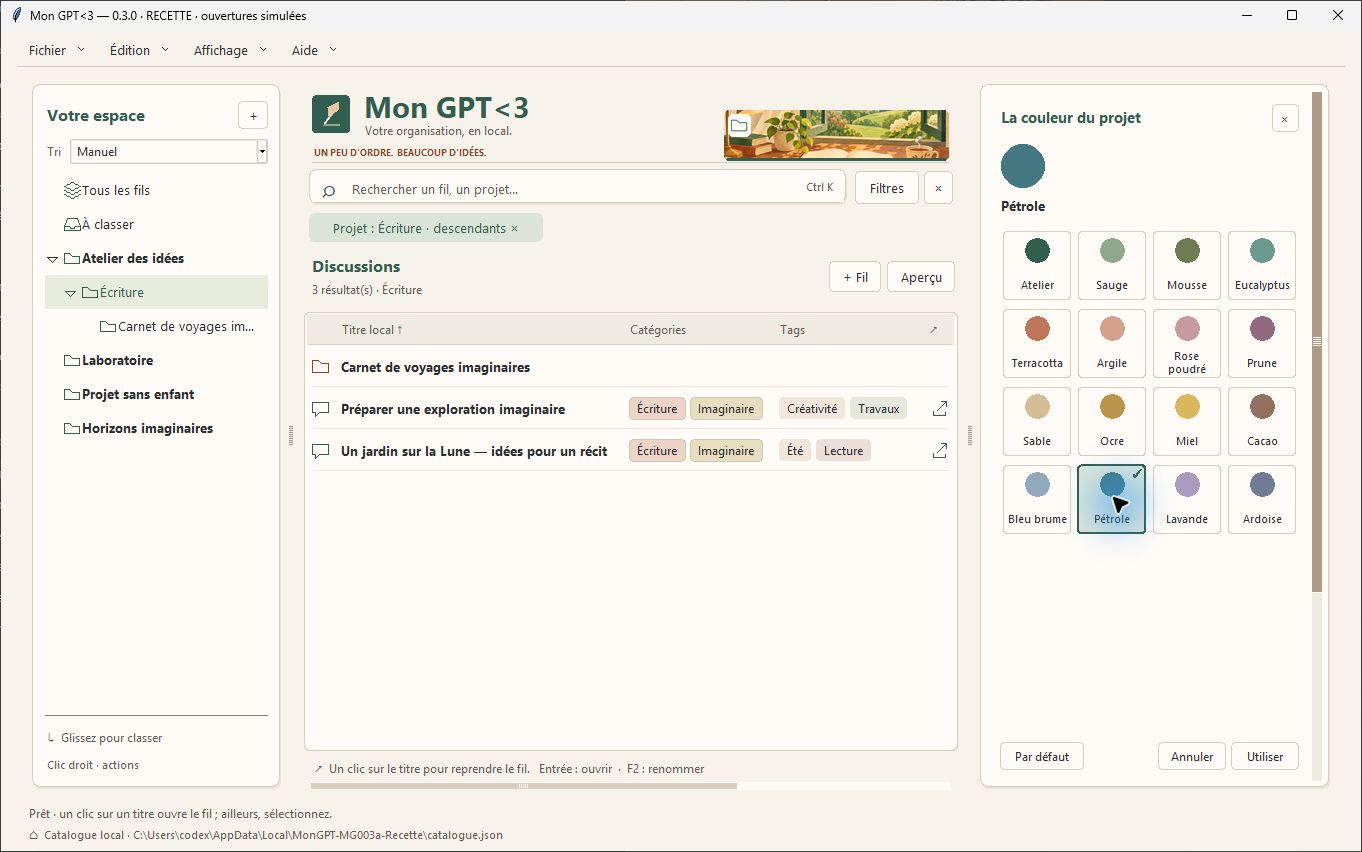 Mon GPT<3 — 0.3.0 · RECETTE · ouvertures simulées
Fichier Édition Affichage Aide
Votre espace +
Tri Manuel
Tous les fils
À classer
Atelier des idées
Écriture
Carnet de voyages im...
Laboratoire
Projet sans enfant
Horizons imaginaires
↳ Glissez pour classer
Clic droit · actions
Mon GPT<3
Votre organisation, en local.
UN PEU D'ORDRE. BEAUCOUP D'IDÉES.
Rechercher un fil, un projet... Ctrl K Filtres ×
Projet : Écriture · descendants ×
Discussions
3 résultat(s) · Écriture
+ Fil Aperçu
Titre local ↑ Catégories Tags ↗
Carnet de voyages imaginaires
Préparer une exploration imaginaire Écriture Imaginaire Créativité Travaux
Un jardin sur la Lune — idées pour un récit Écriture Imaginaire Été Lecture
↗ Un clic sur le titre pour reprendre le fil. Entrée : ouvrir · F2 : renommer
La couleur du projet ×
Pétrole
Atelier Sauge Mousse Eucalyptus
Terracotta Argile Rose poudré Prune
Sable Ocre Miel Cacao
Bleu brume Pétrole Lavande Ardoise
Par défaut Annuler Utiliser
Prêt · un clic sur un titre ouvre le fil ; ailleurs, sélectionnez.
⌂ Catalogue local · C:\Users\codex\AppData\Local\MonGPT-MG003a-Recette\catalogue.json